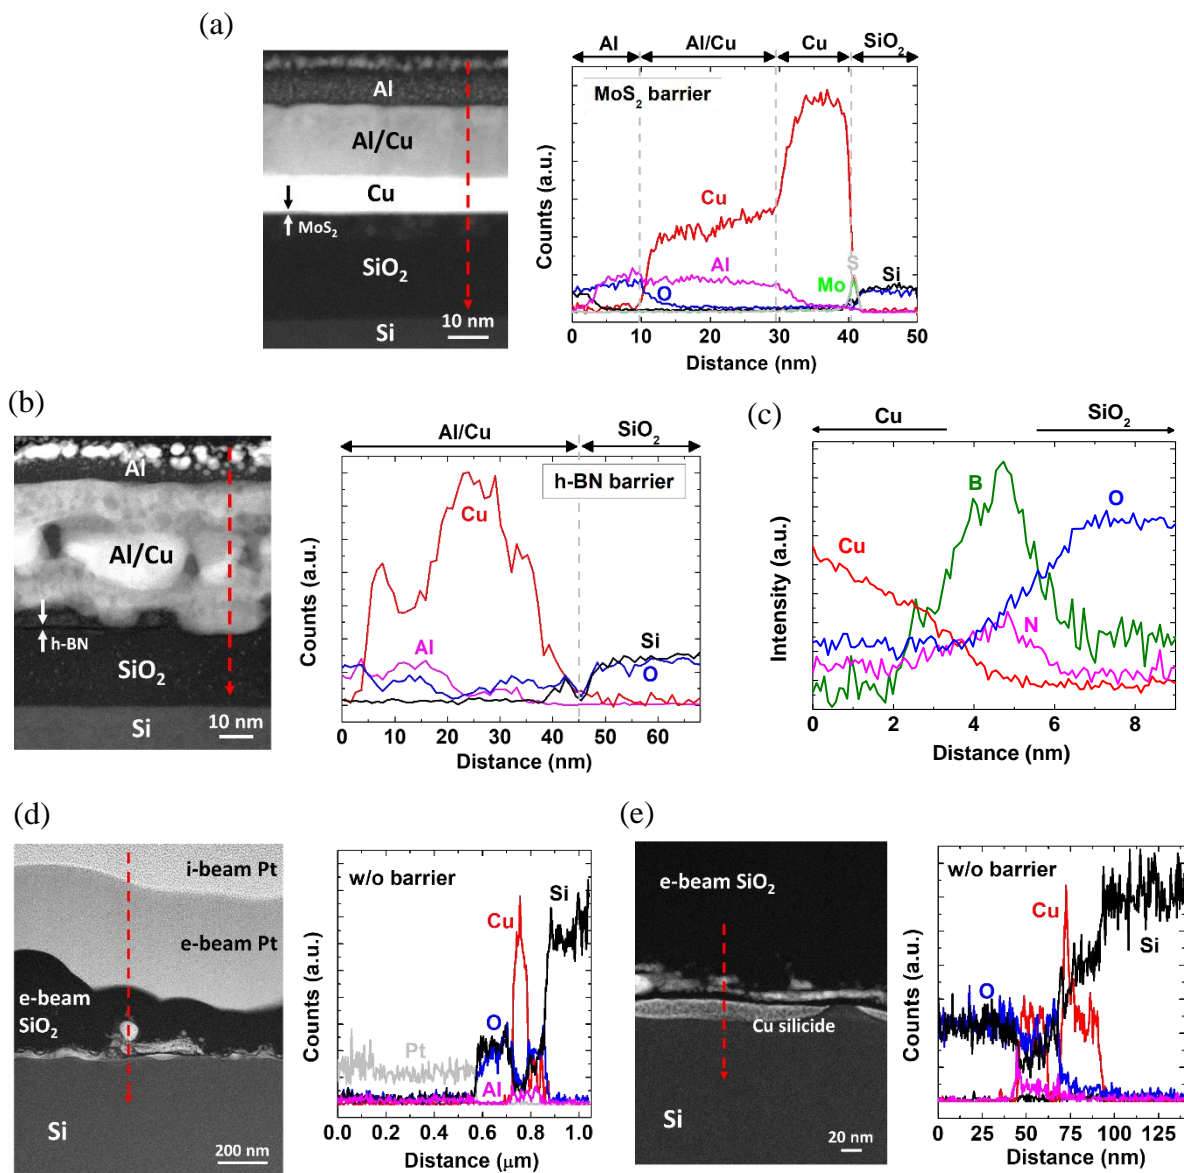 (a)
Al
Al/Cu
Cu
MoS2
SiO2
Si
10 nm
Al Al/Cu Cu SiO2
MoS2 barrier
Cu
Al
O
S
Mo
Si
Counts (a.u.)
0 10 20 30 40 50
Distance (nm)
(b)
Al
Al/Cu
h-BN
SiO2
Si
10 nm
Al/Cu SiO2
h-BN barrier
Cu
Al
Si
O
Counts (a.u.)
0 10 20 30 40 50 60
Distance (nm)
(c)
Cu SiO2
B
O
Cu
N
Intensity (a.u.)
0 2 4 6 8
Distance (nm)
(d)
i-beam Pt
e-beam Pt
e-beam
SiO2
Si
200 nm
w/o barrier
Si
Cu
O
Pt
Al
Counts (a.u.)
0.0 0.2 0.4 0.6 0.8 1.0
Distance (μm)
(e)
e-beam SiO2
Cu silicide
20 nm
w/o barrier
Cu
Si
O
Counts (a.u.)
0 25 50 75 100 125
Distance (nm)